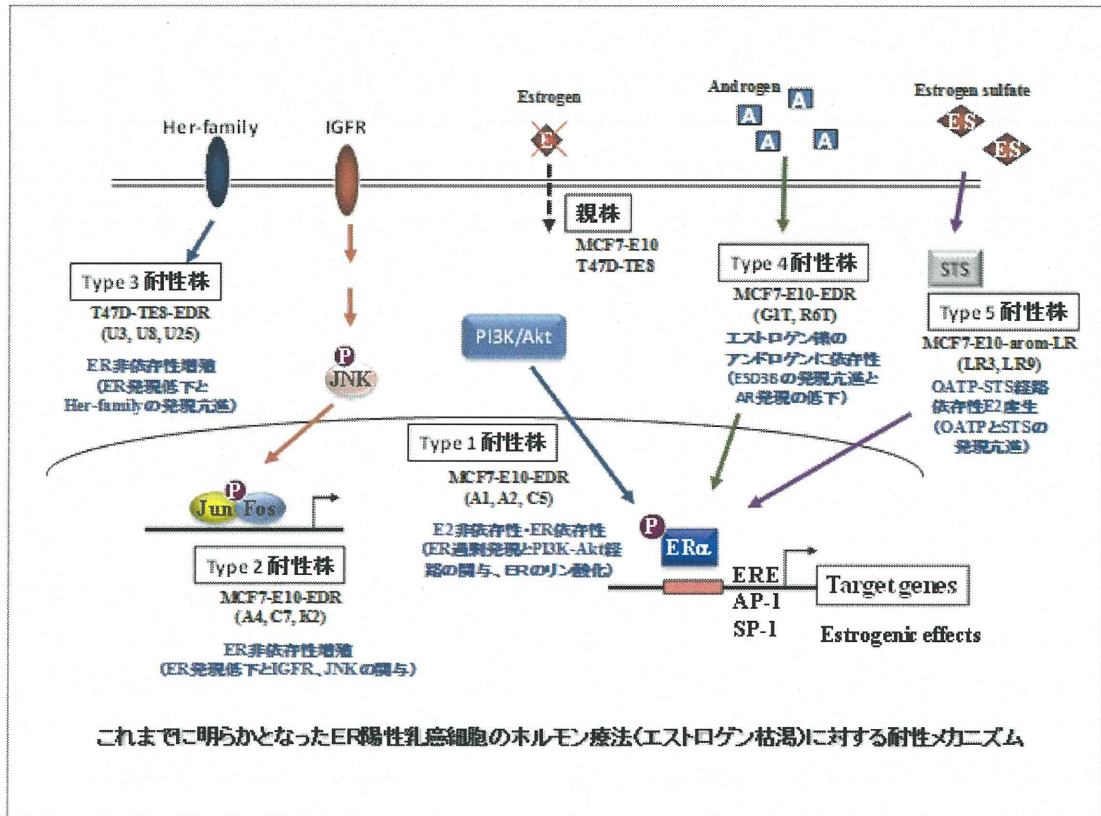 Her-family
IGFR
Estrogen
E
Androgen
A
A
A
A
Estrogen sulfate
ES
ES
親株
MCF7-E10
T47D-TE8
Type 3 耐性株
T47D-TE8-EDR
(U3, U8, U25)
ER非依存性増殖
(ER発現低下と
Her-familyの発現亢進)
P
JNK
PI3K/Akt
Type 4 耐性株
MCF7-E10-EDR
(G1T, R6T)
エストロゲン様の
アンドロゲンに依存性
(HSD3Bの発現亢進と
AR発現の低下)
STS
Type 5 耐性株
MCF7-E10-arom-LR
(LR3, LR9)
OATP-STS経路
依存性E2産生
(OATPとSTSの
発現亢進)
Type 1 耐性株
MCF7-E10-EDR
(A1, A2, C5)
E2非依存性・ER依存性
(ER過剰発現とPI3K-Akt経
路の関与、ERのリン酸化)
P
Jun
Fos
Type 2 耐性株
MCF7-E10-EDR
(A4, C7, K2)
ER非依存性増殖
(ER発現低下とIGFR、JNKの関与)
P
ERα
ERE
AP-1
SP-1
Target genes
Estrogenic effects
これまでに明らかとなったER陽性乳癌細胞のホルモン療法(エストロゲン枯渇)に対する耐性メカニズム